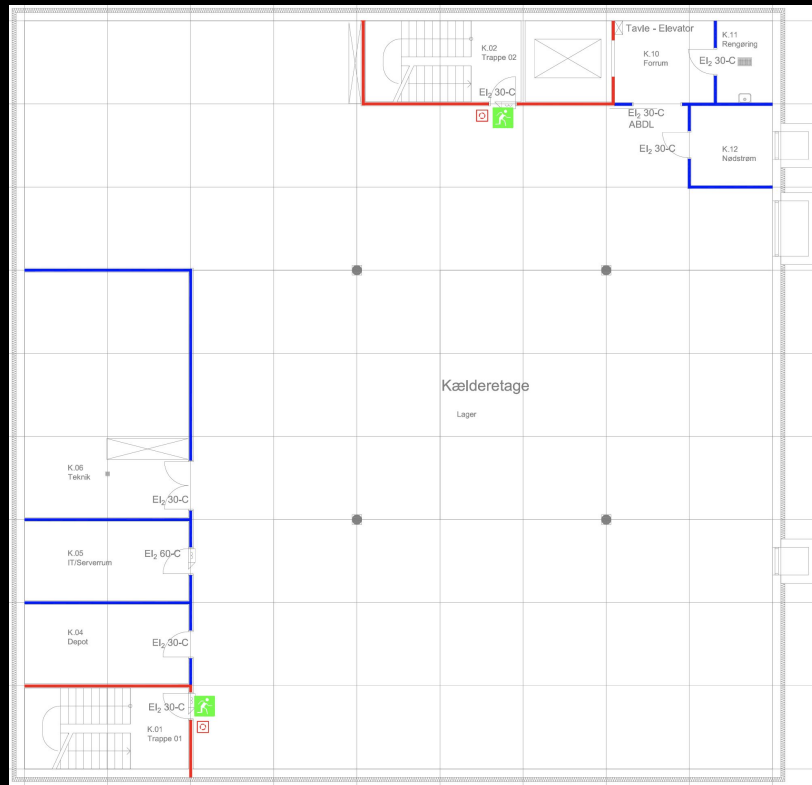 Tavle - Elevator
K.11
Rengøring
K.02
Trappe 02
K.10
Forrum
EI2 30-C
EI2 30-C
EI2 30-C
ABDL
EI2 30-C
K.12
Nødstrøm
Kælderetage
Lager
K.06
Teknik
EI2 30-C
K.05
IT/Serverrum
EI2 60-C
K.04
Depot
EI2 30-C
EI2 30-C
K.01
Trappe 01